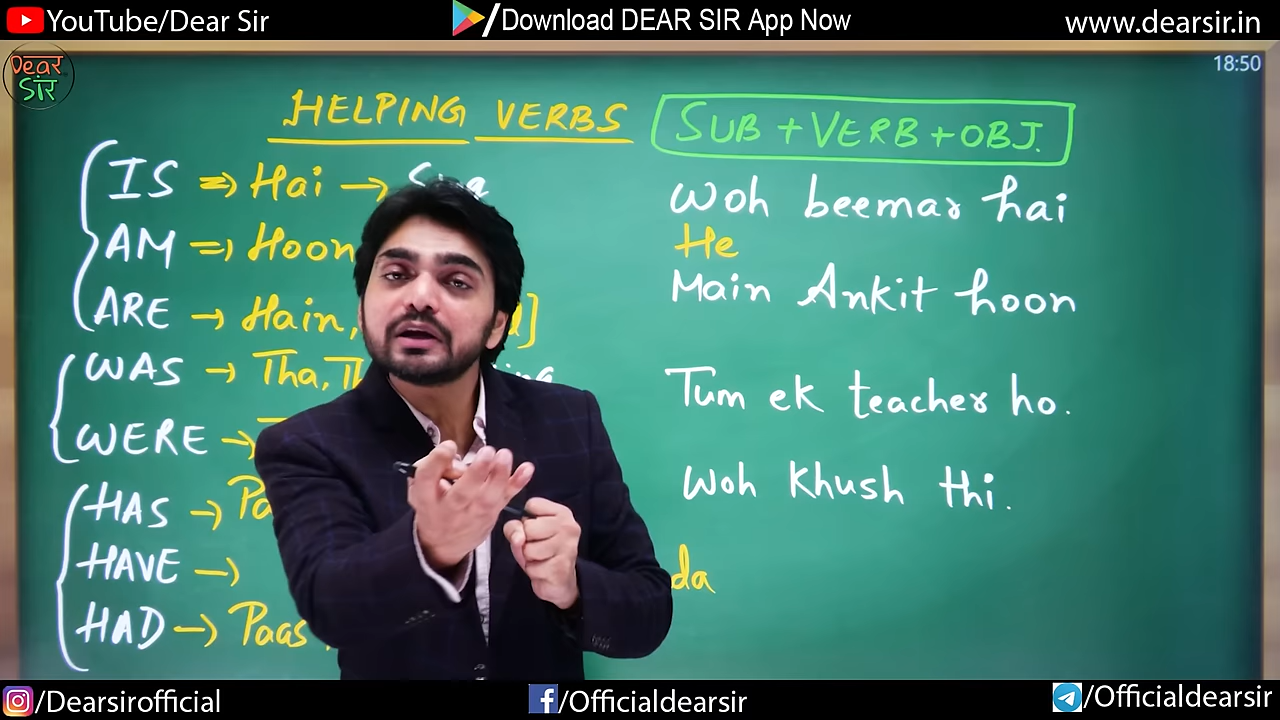 YouTube/Dear Sir
/Download DEAR SIR App Now
www.dearsir.in
Dear
Sir
18:50
HELPING VERBS
SUB + VERB + OBJ.
IS => Hai →
AM => Hoon
ARE → Hain,
WAS → Tha,
WERE →
HAS →
HAVE →
HAD → Paas
Woh beemar hai
He
Main Ankit hoon
Tum ek teacher ho.
Woh Khush thi.
da
/Dearsirofficial
/Officialdearsir
/Officialdearsir